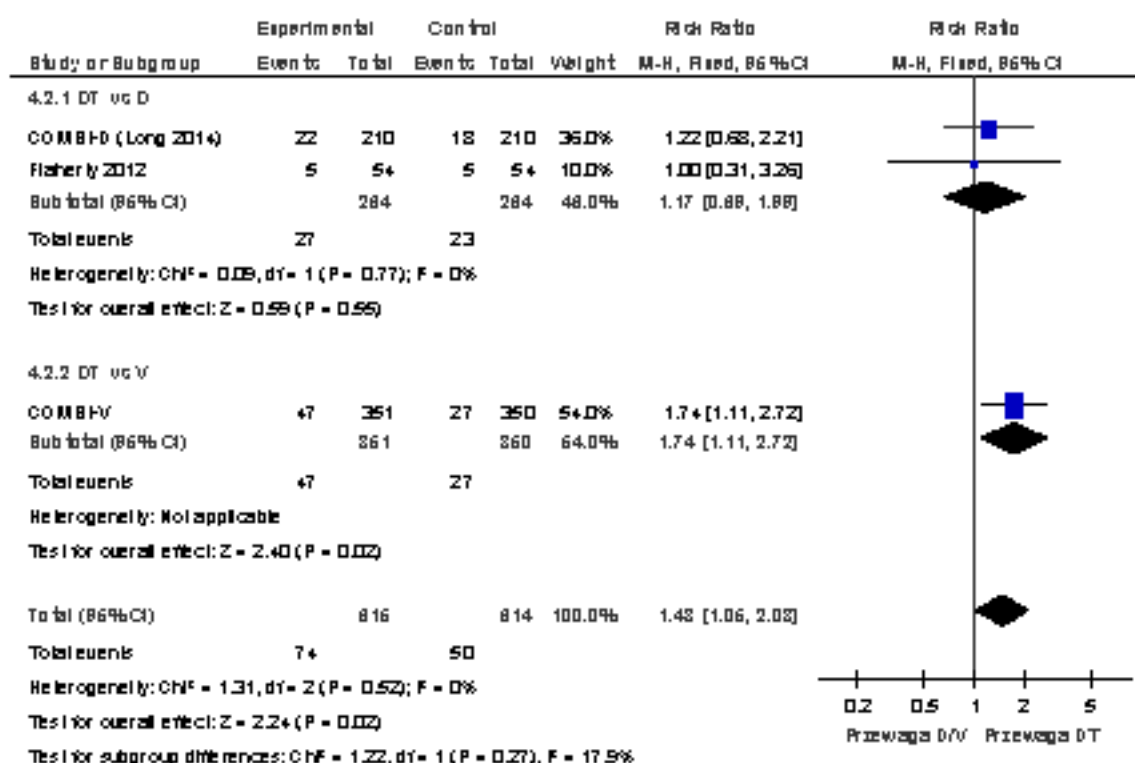 Experimental Control Risk Ratio Risk Ratio
Study or Subgroup Events Total Events Total Weight M-H, Fixed, 95% CI M-H, Fixed, 95% CI
4.2.1 DT vs D
COMBI-D (Long 2014) 22 210 18 210 36.0% 1.22 [0.68, 2.21]
Flaherty 2012 5 54 5 54 10.0% 1.00 [0.31, 3.26]
Subtotal (95% CI) 264 264 46.0% 1.17 [0.69, 1.99]
Total events 27 23
Heterogeneity: Chi² = 0.09, df = 1 (P = 0.77); I² = 0%
Test for overall effect: Z = 0.59 (P = 0.55)
4.2.2 DT vs V
COMBI-V 47 351 27 350 54.0% 1.74 [1.11, 2.72]
Subtotal (95% CI) 351 350 54.0% 1.74 [1.11, 2.72]
Total events 47 27
Heterogeneity: Not applicable
Test for overall effect: Z = 2.40 (P = 0.02)
Total (95% CI) 615 614 100.0% 1.48 [1.06, 2.08]
Total events 74 50
Heterogeneity: Chi² = 1.31, df = 2 (P = 0.52); I² = 0%
Test for overall effect: Z = 2.24 (P = 0.02)
Test for subgroup differences: Chi² = 1.22, df = 1 (P = 0.27), I² = 17.9%
0.2 0.5 1 2 5
Przewaga D/V Przewaga DT